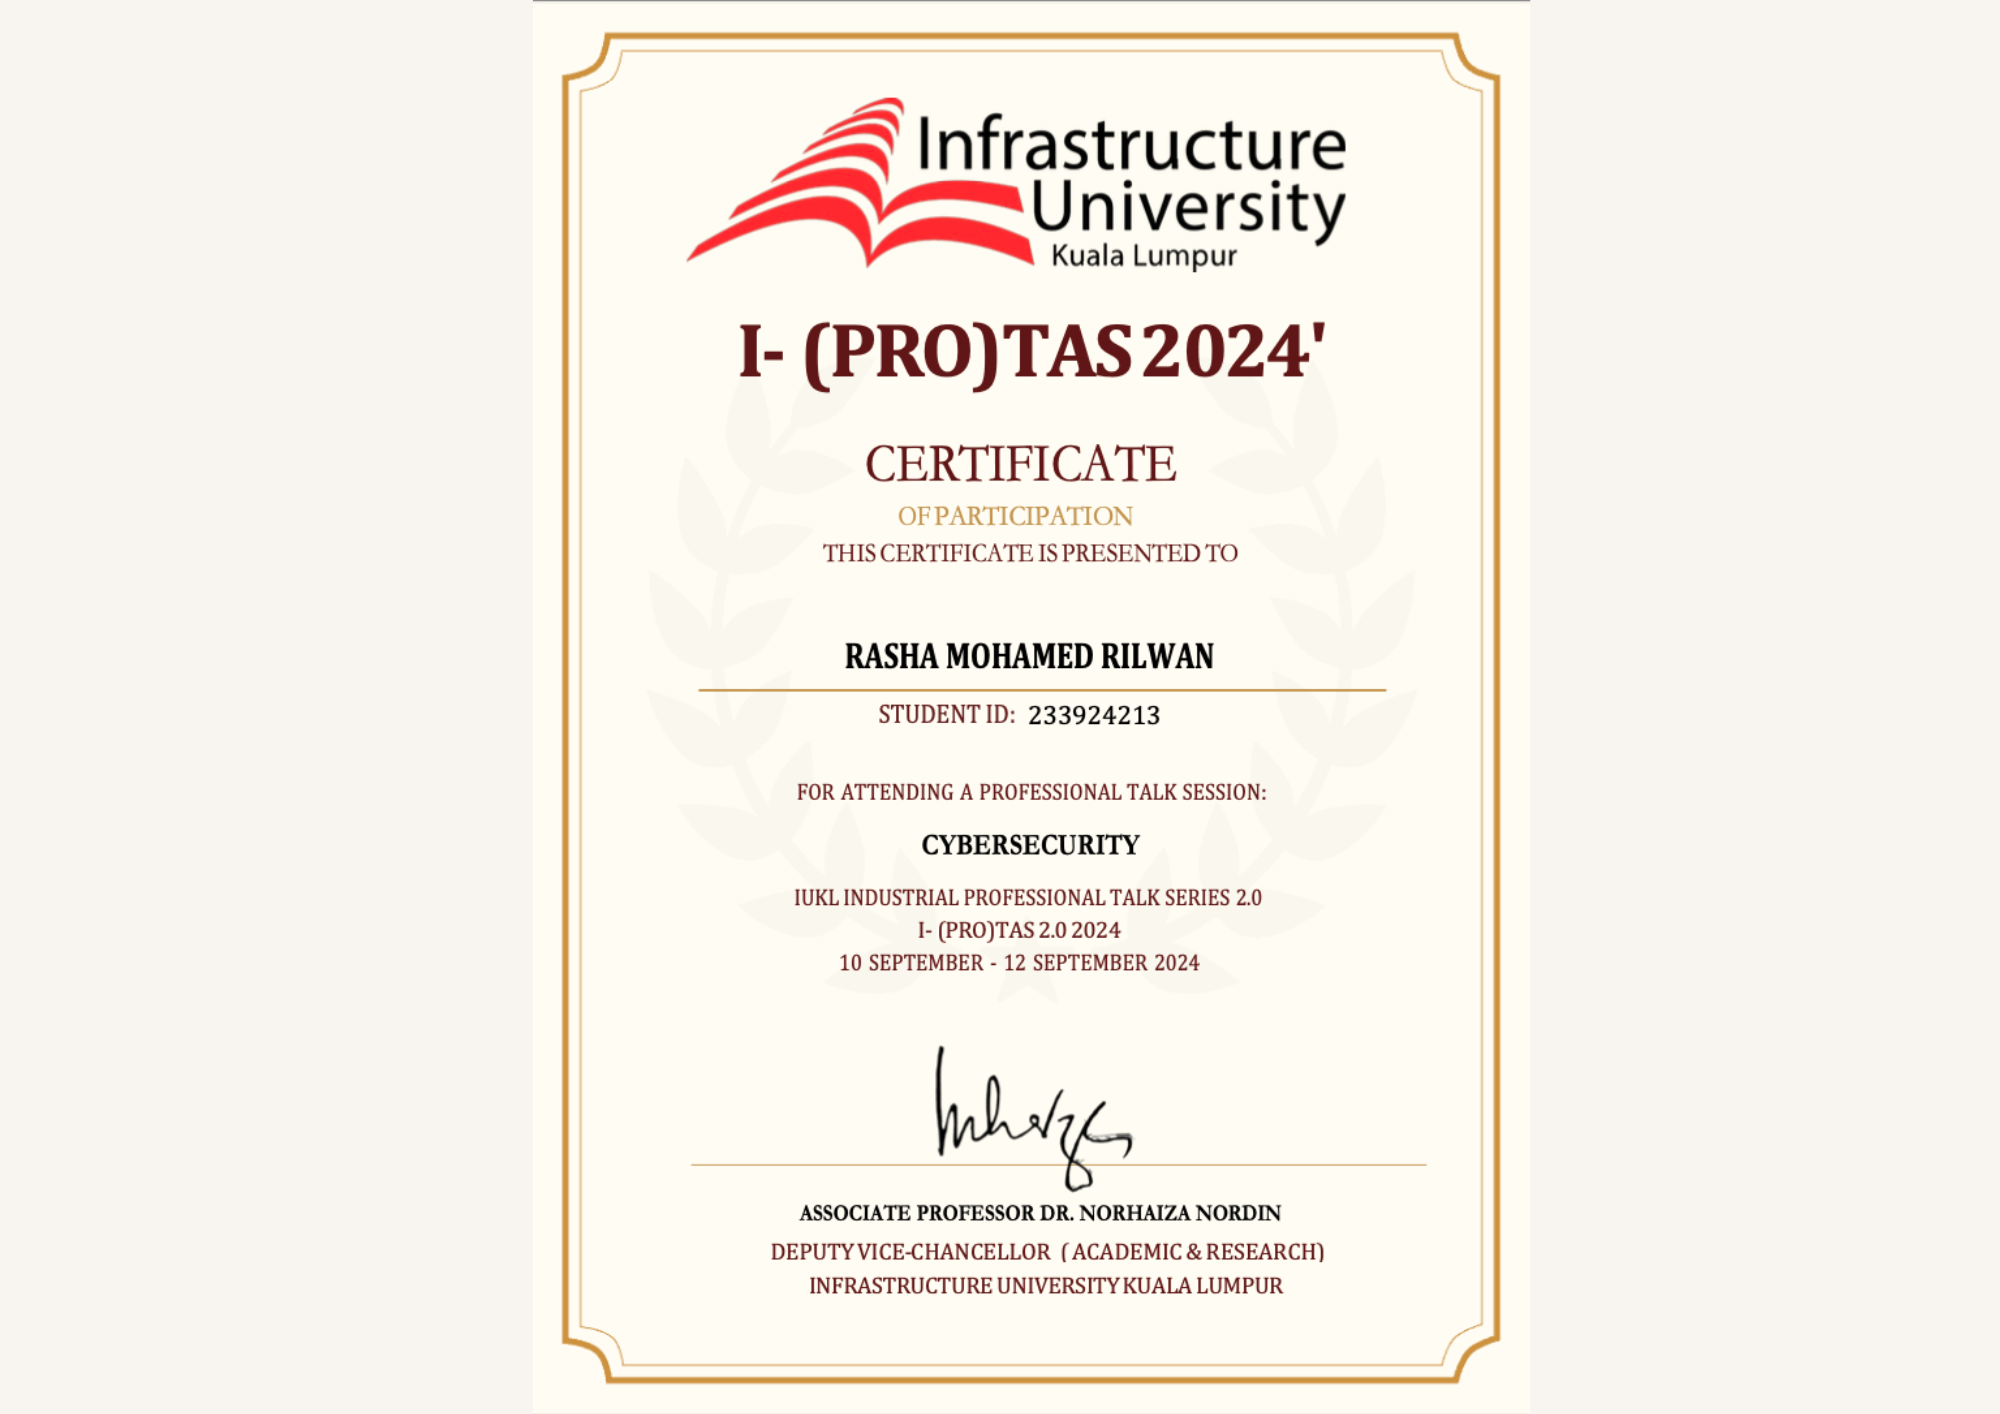 Infrastructure
University
Kuala Lumpur
I- (PRO)TAS 2024'
CERTIFICATE
OF PARTICIPATION
THIS CERTIFICATE IS PRESENTED TO
RASHA MOHAMED RILWAN
STUDENT ID: 233924213
FOR ATTENDING A PROFESSIONAL TALK SESSION:
CYBERSECURITY
IUKL INDUSTRIAL PROFESSIONAL TALK SERIES 2.0
I- (PRO)TAS 2.0 2024
10 SEPTEMBER - 12 SEPTEMBER 2024
ASSOCIATE PROFESSOR DR. NORHAIZA NORDIN
DEPUTY VICE-CHANCELLOR ( ACADEMIC & RESEARCH)
INFRASTRUCTURE UNIVERSITY KUALA LUMPUR